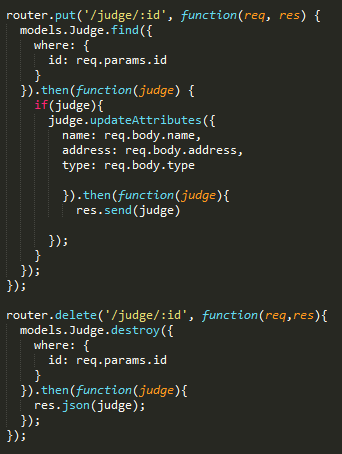 router.put('/judge/:id', function(req, res) {
  models.Judge.find({
    where: {
      id: req.params.id
    }
  }).then(function(judge) {
    if(judge){
      judge.updateAttributes({
        name: req.body.name,
        address: req.body.address,
        type: req.body.type

        }).then(function(judge){
          res.send(judge)

      });
    }
  });
});

router.delete('/judge/:id', function(req,res){
  models.Judge.destroy({
    where: {
      id: req.params.id
    }
  }).then(function(judge){
    res.json(judge);
  });
});